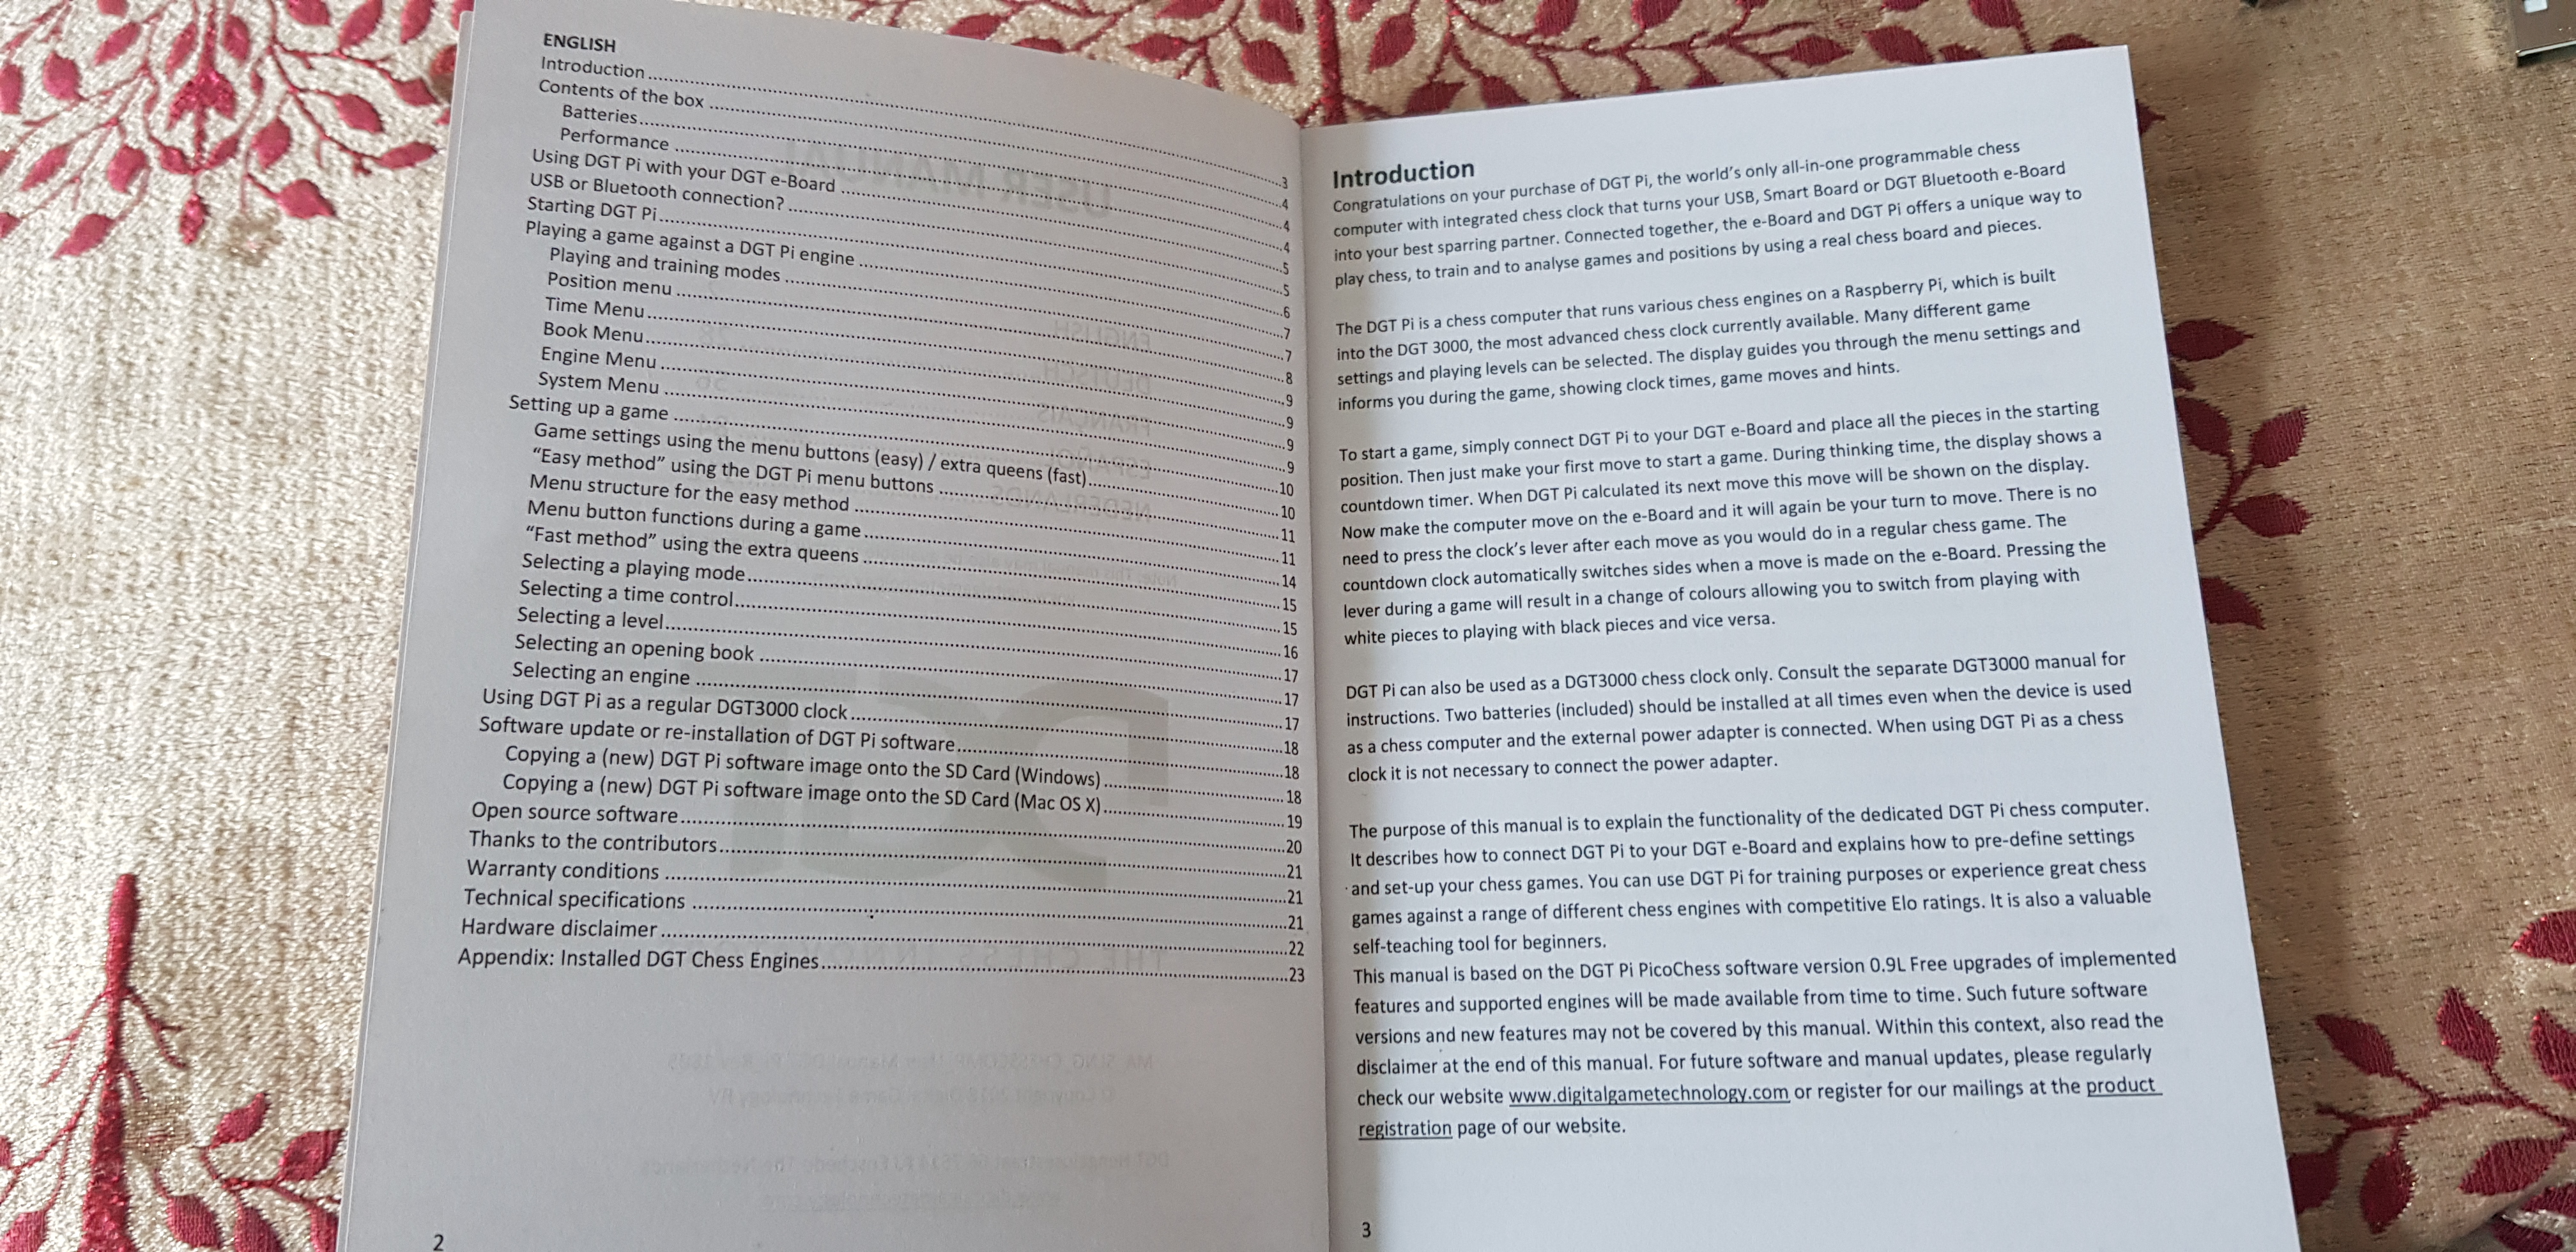 ENGLISH
Introduction ........ 3
Contents of the box ........ 4
Batteries ........ 4
Performance ........ 4
Using DGT Pi with your DGT e-Board ........ 5
USB or Bluetooth connection? ........ 5
Starting DGT Pi ........ 6
Playing a game against a DGT Pi engine ........ 7
Playing and training modes ........ 7
Position menu ........ 8
Time Menu ........ 9
Book Menu ........ 9
Engine Menu ........ 9
System Menu ........ 9
Setting up a game ........ 10
Game settings using the menu buttons (easy) / extra queens (fast) ........ 10
“Easy method” using the DGT Pi menu buttons ........ 11
Menu structure for the easy method ........ 11
Menu button functions during a game ........ 14
“Fast method” using the extra queens ........ 15
Selecting a playing mode ........ 15
Selecting a time control ........ 16
Selecting a level ........ 17
Selecting an opening book ........ 17
Selecting an engine ........ 17
Using DGT Pi as a regular DGT3000 clock ........ 18
Software update or re-installation of DGT Pi software ........ 18
Copying a (new) DGT Pi software image onto the SD Card (Windows) ........ 18
Copying a (new) DGT Pi software image onto the SD Card (Mac OS X) ........ 19
Open source software ........ 20
Thanks to the contributors ........ 21
Warranty conditions ........ 21
Technical specifications ........ 21
Hardware disclaimer ........ 22
Appendix: Installed DGT Chess Engines ........ 23
2
Introduction
Congratulations on your purchase of DGT Pi, the world’s only all-in-one programmable chess
computer with integrated chess clock that turns your USB, Smart Board or DGT Bluetooth e-Board
into your best sparring partner. Connected together, the e-Board and DGT Pi offers a unique way to
play chess, to train and to analyse games and positions by using a real chess board and pieces.
The DGT Pi is a chess computer that runs various chess engines on a Raspberry Pi, which is built
into the DGT 3000, the most advanced chess clock currently available. Many different game
settings and playing levels can be selected. The display guides you through the menu settings and
informs you during the game, showing clock times, game moves and hints.
To start a game, simply connect DGT Pi to your DGT e-Board and place all the pieces in the starting
position. Then just make your first move to start a game. During thinking time, the display shows a
countdown timer. When DGT Pi calculated its next move this move will be shown on the display.
Now make the computer move on the e-Board and it will again be your turn to move. There is no
need to press the clock’s lever after each move as you would do in a regular chess game. The
countdown clock automatically switches sides when a move is made on the e-Board. Pressing the
lever during a game will result in a change of colours allowing you to switch from playing with
white pieces to playing with black pieces and vice versa.
DGT Pi can also be used as a DGT3000 chess clock only. Consult the separate DGT3000 manual for
instructions. Two batteries (included) should be installed at all times even when the device is used
as a chess computer and the external power adapter is connected. When using DGT Pi as a chess
clock it is not necessary to connect the power adapter.
The purpose of this manual is to explain the functionality of the dedicated DGT Pi chess computer.
It describes how to connect DGT Pi to your DGT e-Board and explains how to pre-define settings
and set-up your chess games. You can use DGT Pi for training purposes or experience great chess
games against a range of different chess engines with competitive Elo ratings. It is also a valuable
self-teaching tool for beginners.
This manual is based on the DGT Pi PicoChess software version 0.9L Free upgrades of implemented
features and supported engines will be made available from time to time. Such future software
versions and new features may not be covered by this manual. Within this context, also read the
disclaimer at the end of this manual. For future software and manual updates, please regularly
check our website www.digitalgametechnology.com or register for our mailings at the product
registration page of our website.
3